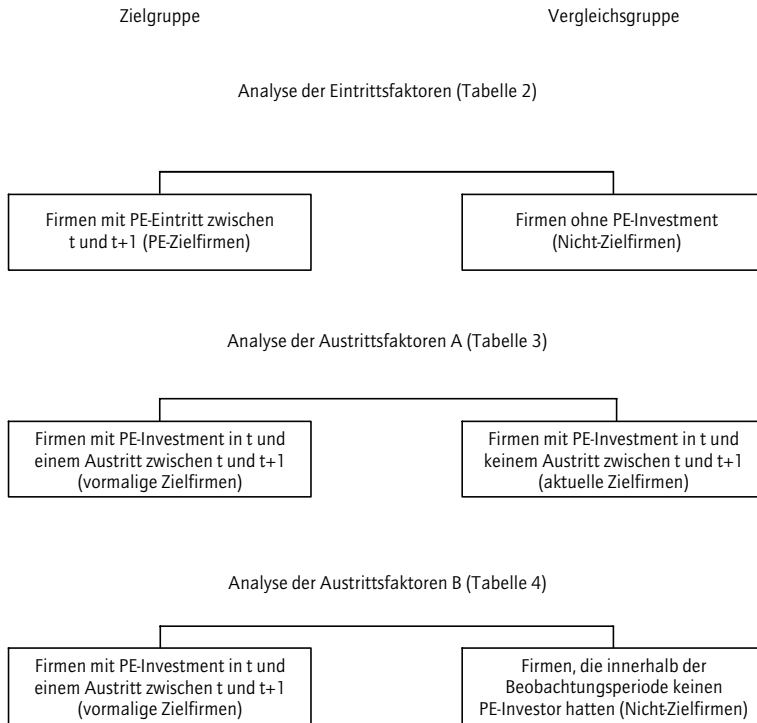 Zielgruppe
Vergleichsgruppe
Analyse der Eintrittsfaktoren (Tabelle 2)
Firmen mit PE-Eintritt zwischen
t und t+1 (PE-Zielfirmen)
Firmen ohne PE-Investment
(Nicht-Zielfirmen)
Analyse der Austrittsfaktoren A (Tabelle 3)
Firmen mit PE-Investment in t und
einem Austritt zwischen t und t+1
(vormalige Zielfirmen)
Firmen mit PE-Investment in t und
keinem Austritt zwischen t und t+1
(aktuelle Zielfirmen)
Analyse der Austrittsfaktoren B (Tabelle 4)
Firmen mit PE-Investment in t und
einem Austritt zwischen t und t+1
(vormalige Zielfirmen)
Firmen, die innerhalb der
Beobachtungsperiode keinen
PE-Investor hatten (Nicht-Zielfirmen)